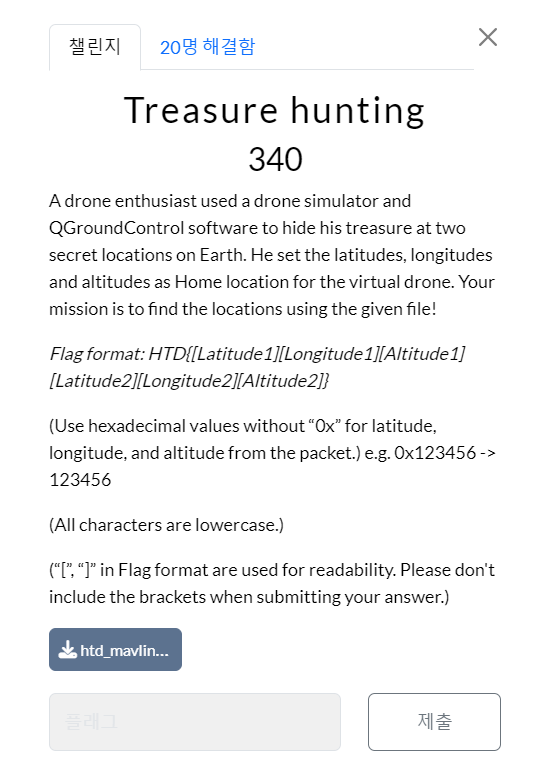 챌린지
20명 해결함
Treasure hunting
340
A drone enthusiast used a drone simulator and
QGroundControl software to hide his treasure at two
secret locations on Earth. He set the latitudes, longitudes
and altitudes as Home location for the virtual drone. Your
mission is to find the locations using the given file!
Flag format: HTD{[Latitude1][Longitude1][Altitude1]
[Latitude2][Longitude2][Altitude2]}
(Use hexadecimal values without “0x” for latitude,
longitude, and altitude from the packet.) e.g. 0x123456 ->
123456
(All characters are lowercase.)
(“[”, “]” in Flag format are used for readability. Please don't
include the brackets when submitting your answer.)
htd_mavlin...
플래그
제출